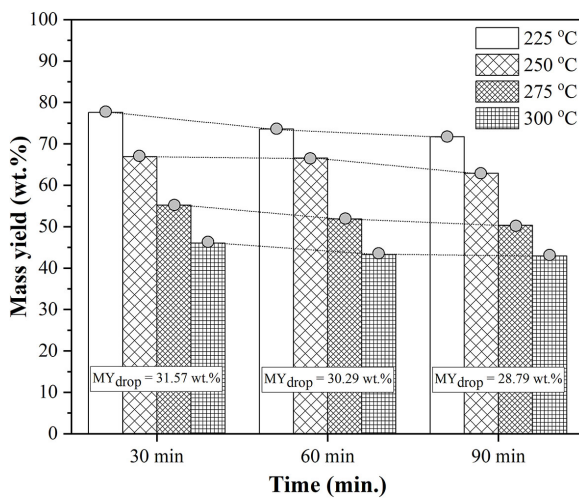 100
90
80
70
60
50
40
30
20
10
0
Mass yield (wt.%)
225 °C
250 °C
275 °C
300 °C
MYdrop = 31.57 wt.%
MYdrop = 30.29 wt.%
MYdrop = 28.79 wt.%
30 min
60 min
90 min
Time (min.)